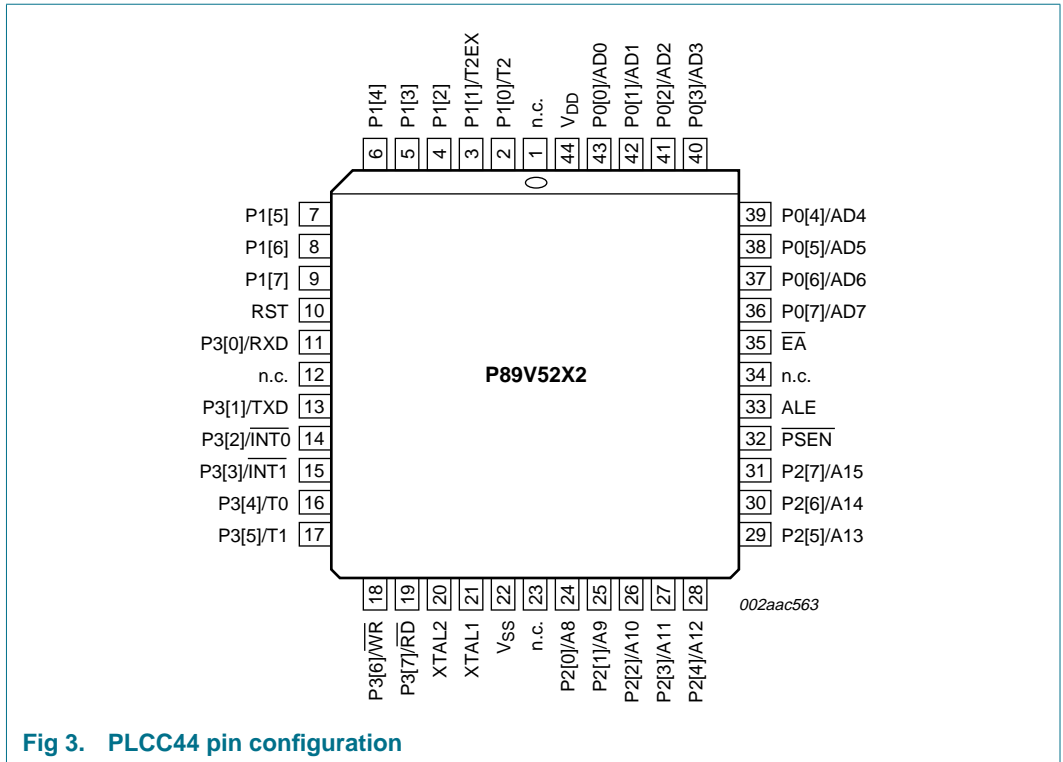 P1[4]
P1[3]
P1[2]
P1[1]/T2EX
P1[0]/T2
n.c.
VDD
P0[0]/AD0
P0[1]/AD1
P0[2]/AD2
P0[3]/AD3
6
5
4
3
2
1
44
43
42
41
40
P1[5] 7
P1[6] 8
P1[7] 9
RST 10
P3[0]/RXD 11
n.c. 12
P3[1]/TXD 13
P3[2]/INT0 14
P3[3]/INT1 15
P3[4]/T0 16
P3[5]/T1 17
P89V52X2
39 P0[4]/AD4
38 P0[5]/AD5
37 P0[6]/AD6
36 P0[7]/AD7
35 EA
34 n.c.
33 ALE
32 PSEN
31 P2[7]/A15
30 P2[6]/A14
29 P2[5]/A13
18
19
20
21
22
23
24
25
26
27
28
P3[6]/WR
P3[7]/RD
XTAL2
XTAL1
VSS
n.c.
P2[0]/A8
P2[1]/A9
P2[2]/A10
P2[3]/A11
P2[4]/A12
002aac563
Fig 3. PLCC44 pin configuration